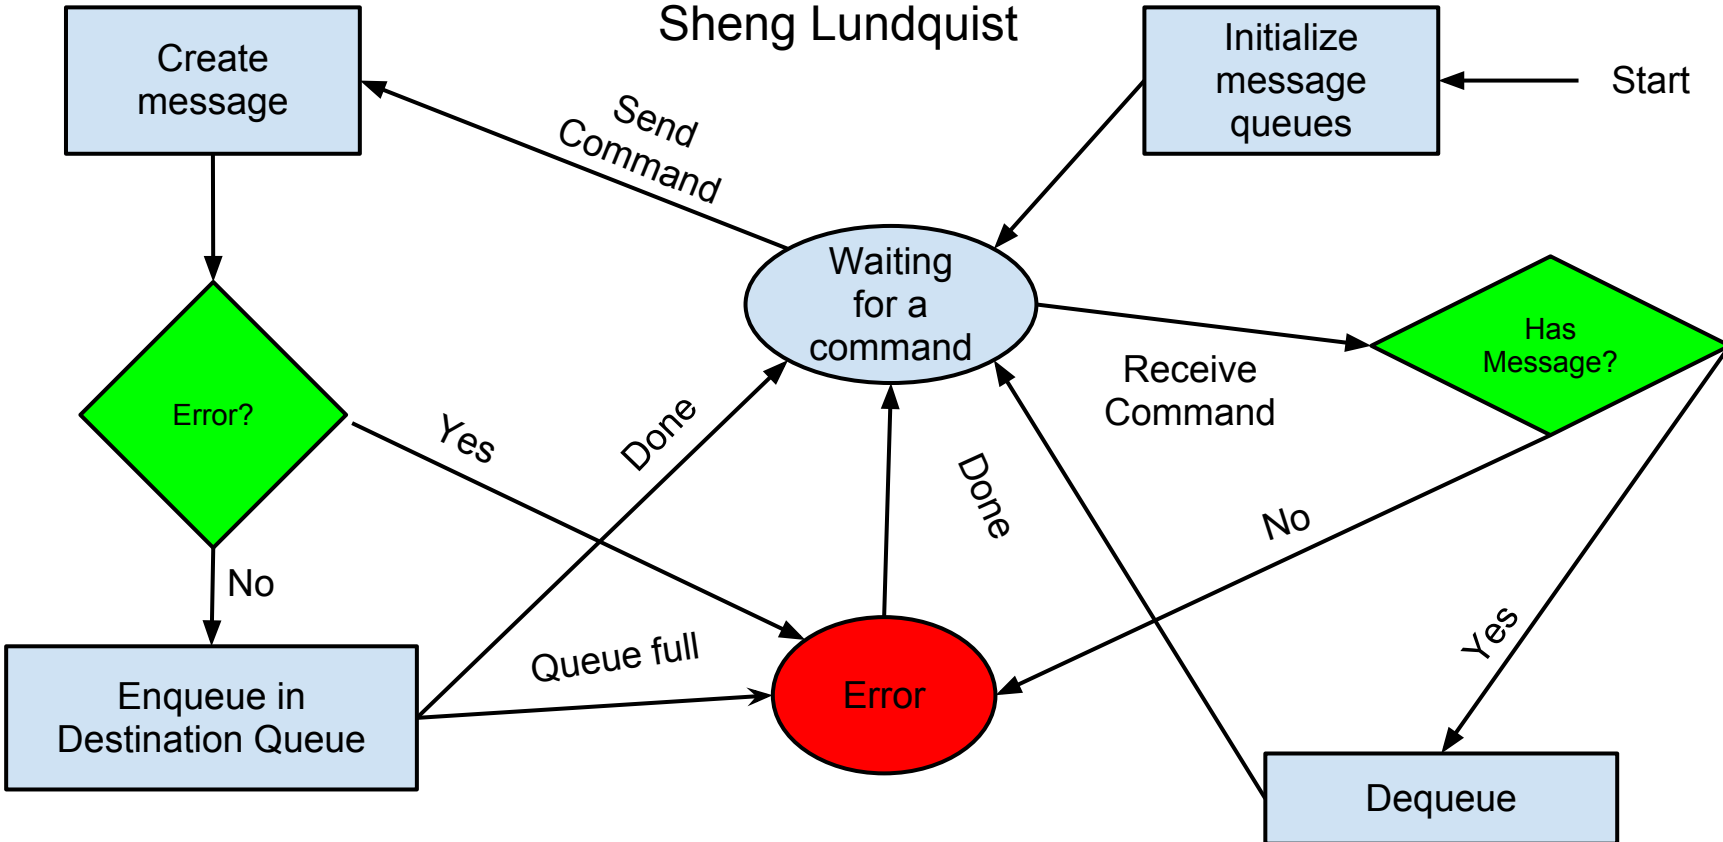 Sheng Lundquist
Create
message
Initialize
message
queues
Start
Send
Command
Waiting
for a
command
Has
Message?
Receive
Command
Error?
Yes
Done
Done
No
No
Queue full
Yes
Enqueue in
Destination Queue
Error
Dequeue